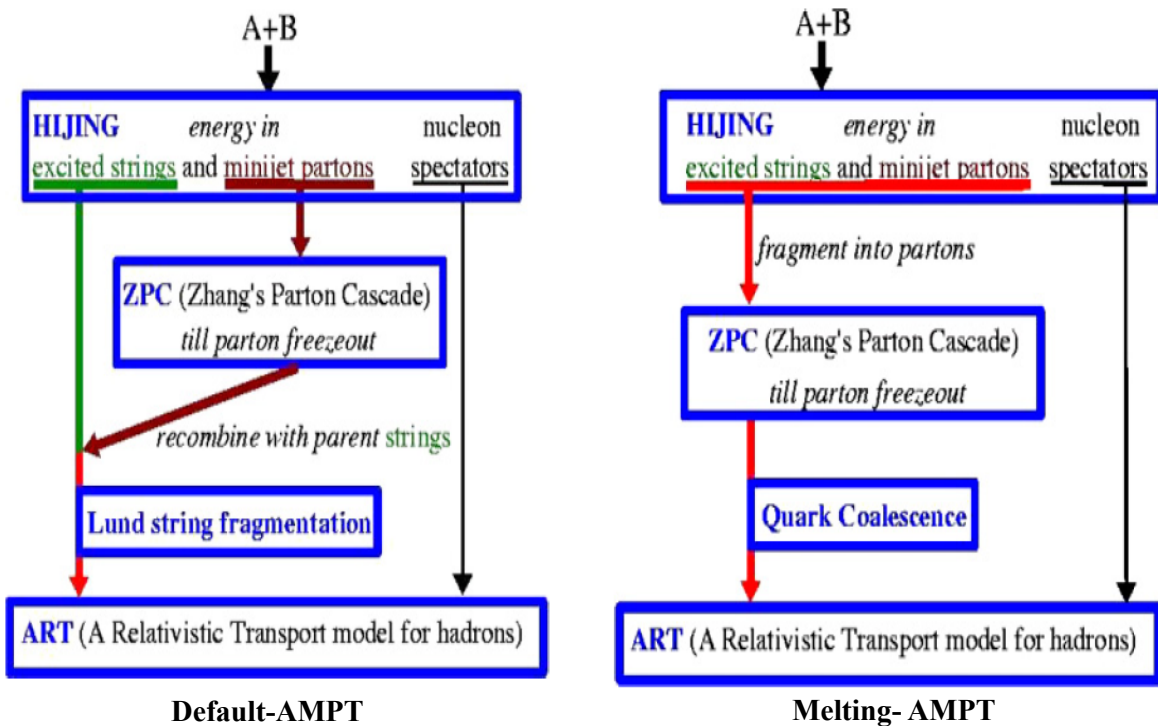 A+B
HIJING energy in nucleon
excited strings and minijet partons spectators
ZPC (Zhang's Parton Cascade)
till parton freezeout
recombine with parent strings
Lund string fragmentation
ART (A Relativistic Transport model for hadrons)
Default-AMPT
A+B
HIJING energy in nucleon
excited strings and minijet partons spectators
fragment into partons
ZPC (Zhang's Parton Cascade)
till parton freezeout
Quark Coalescence
ART (A Relativistic Transport model for hadrons)
Melting- AMPT